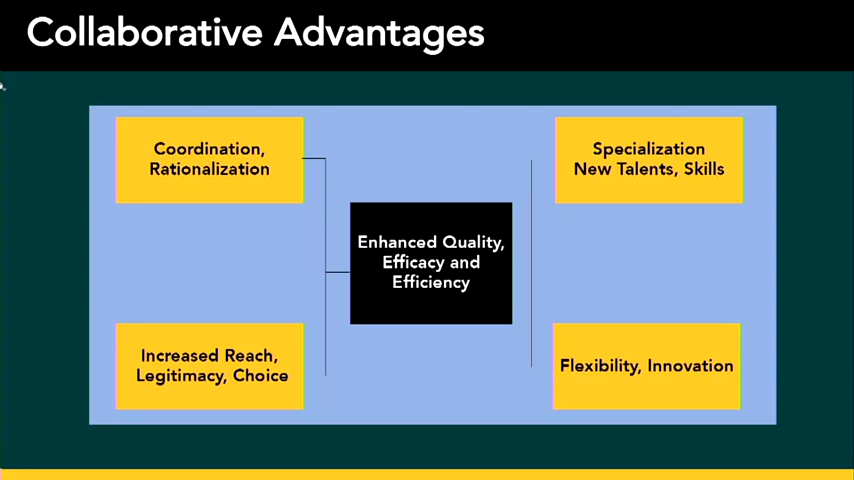 Collaborative Advantages
Coordination,
Rationalization
Specialization
New Talents, Skills
Enhanced Quality,
Efficacy and
Efficiency
Increased Reach,
Legitimacy, Choice
Flexibility, Innovation